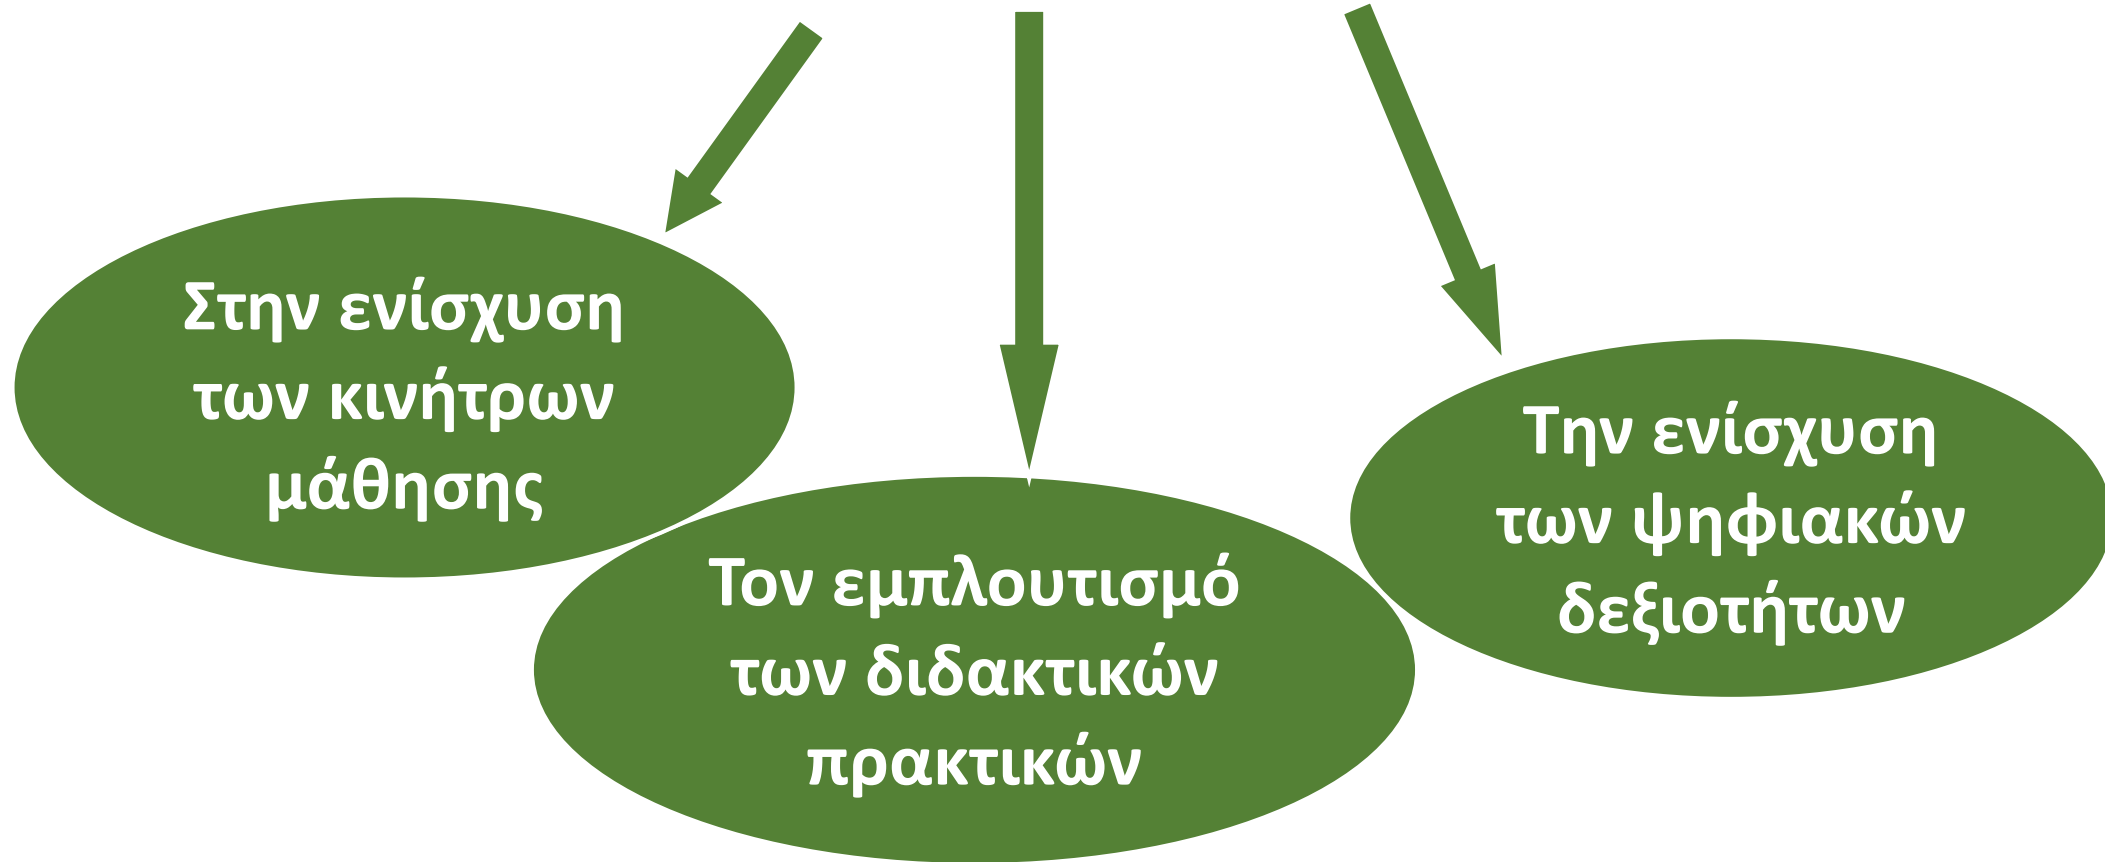 Στην ενίσχυση
των κινήτρων
μάθησης
Τον εμπλουτισμό
των διδακτικών
πρακτικών
Την ενίσχυση
των ψηφιακών
δεξιοτήτων